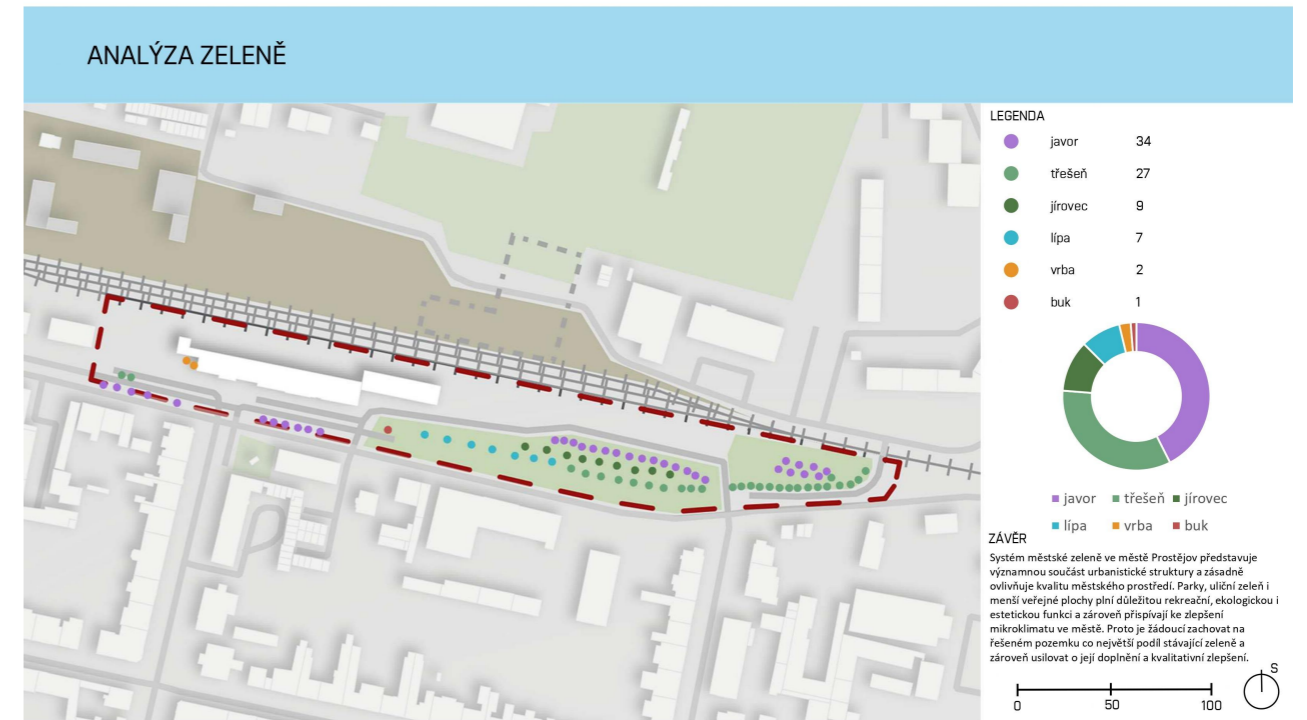 ANALÝZA ZELENĚ
LEGENDA
javor 34
třešeň 27
jírovec 9
lípa 7
vrba 2
buk 1
javor třešeň jírovec
lípa vrba buk
ZÁVĚR
Systém městské zeleně ve městě Prostějov představuje
významnou součást urbanistické struktury a zásadně
ovlivňuje kvalitu městského prostředí. Parky, uliční zeleň i
menší veřejné plochy plní důležitou rekreační, ekologickou i
estetickou funkci a zároveň přispívají ke zlepšení
mikroklimatu ve městě. Proto je žádoucí zachovat na
řešeném pozemku co největší podíl stávající zeleně a
zároveň usilovat o její doplnění a kvalitativní zlepšení.
S
0 50 100